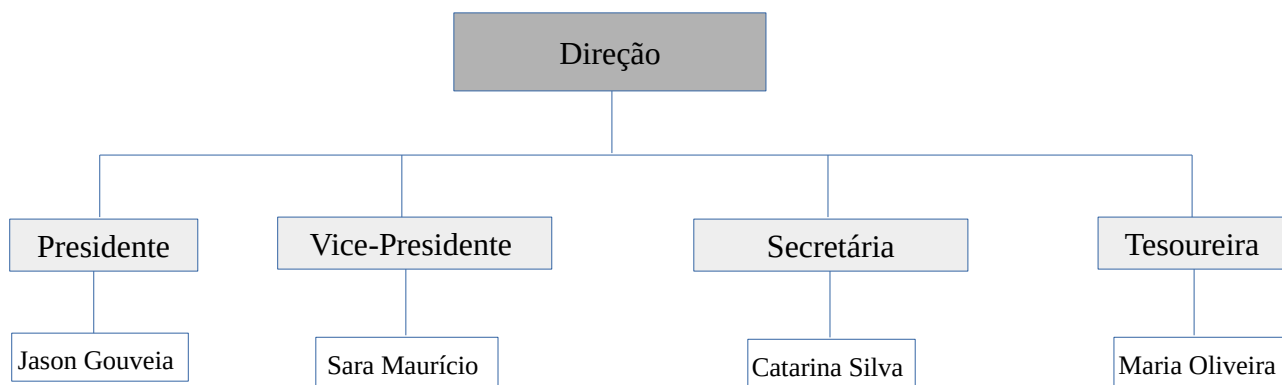 Direção
Presidente
Vice-Presidente
Secretária
Tesoureira
Jason Gouveia
Sara Maurício
Catarina Silva
Maria Oliveira